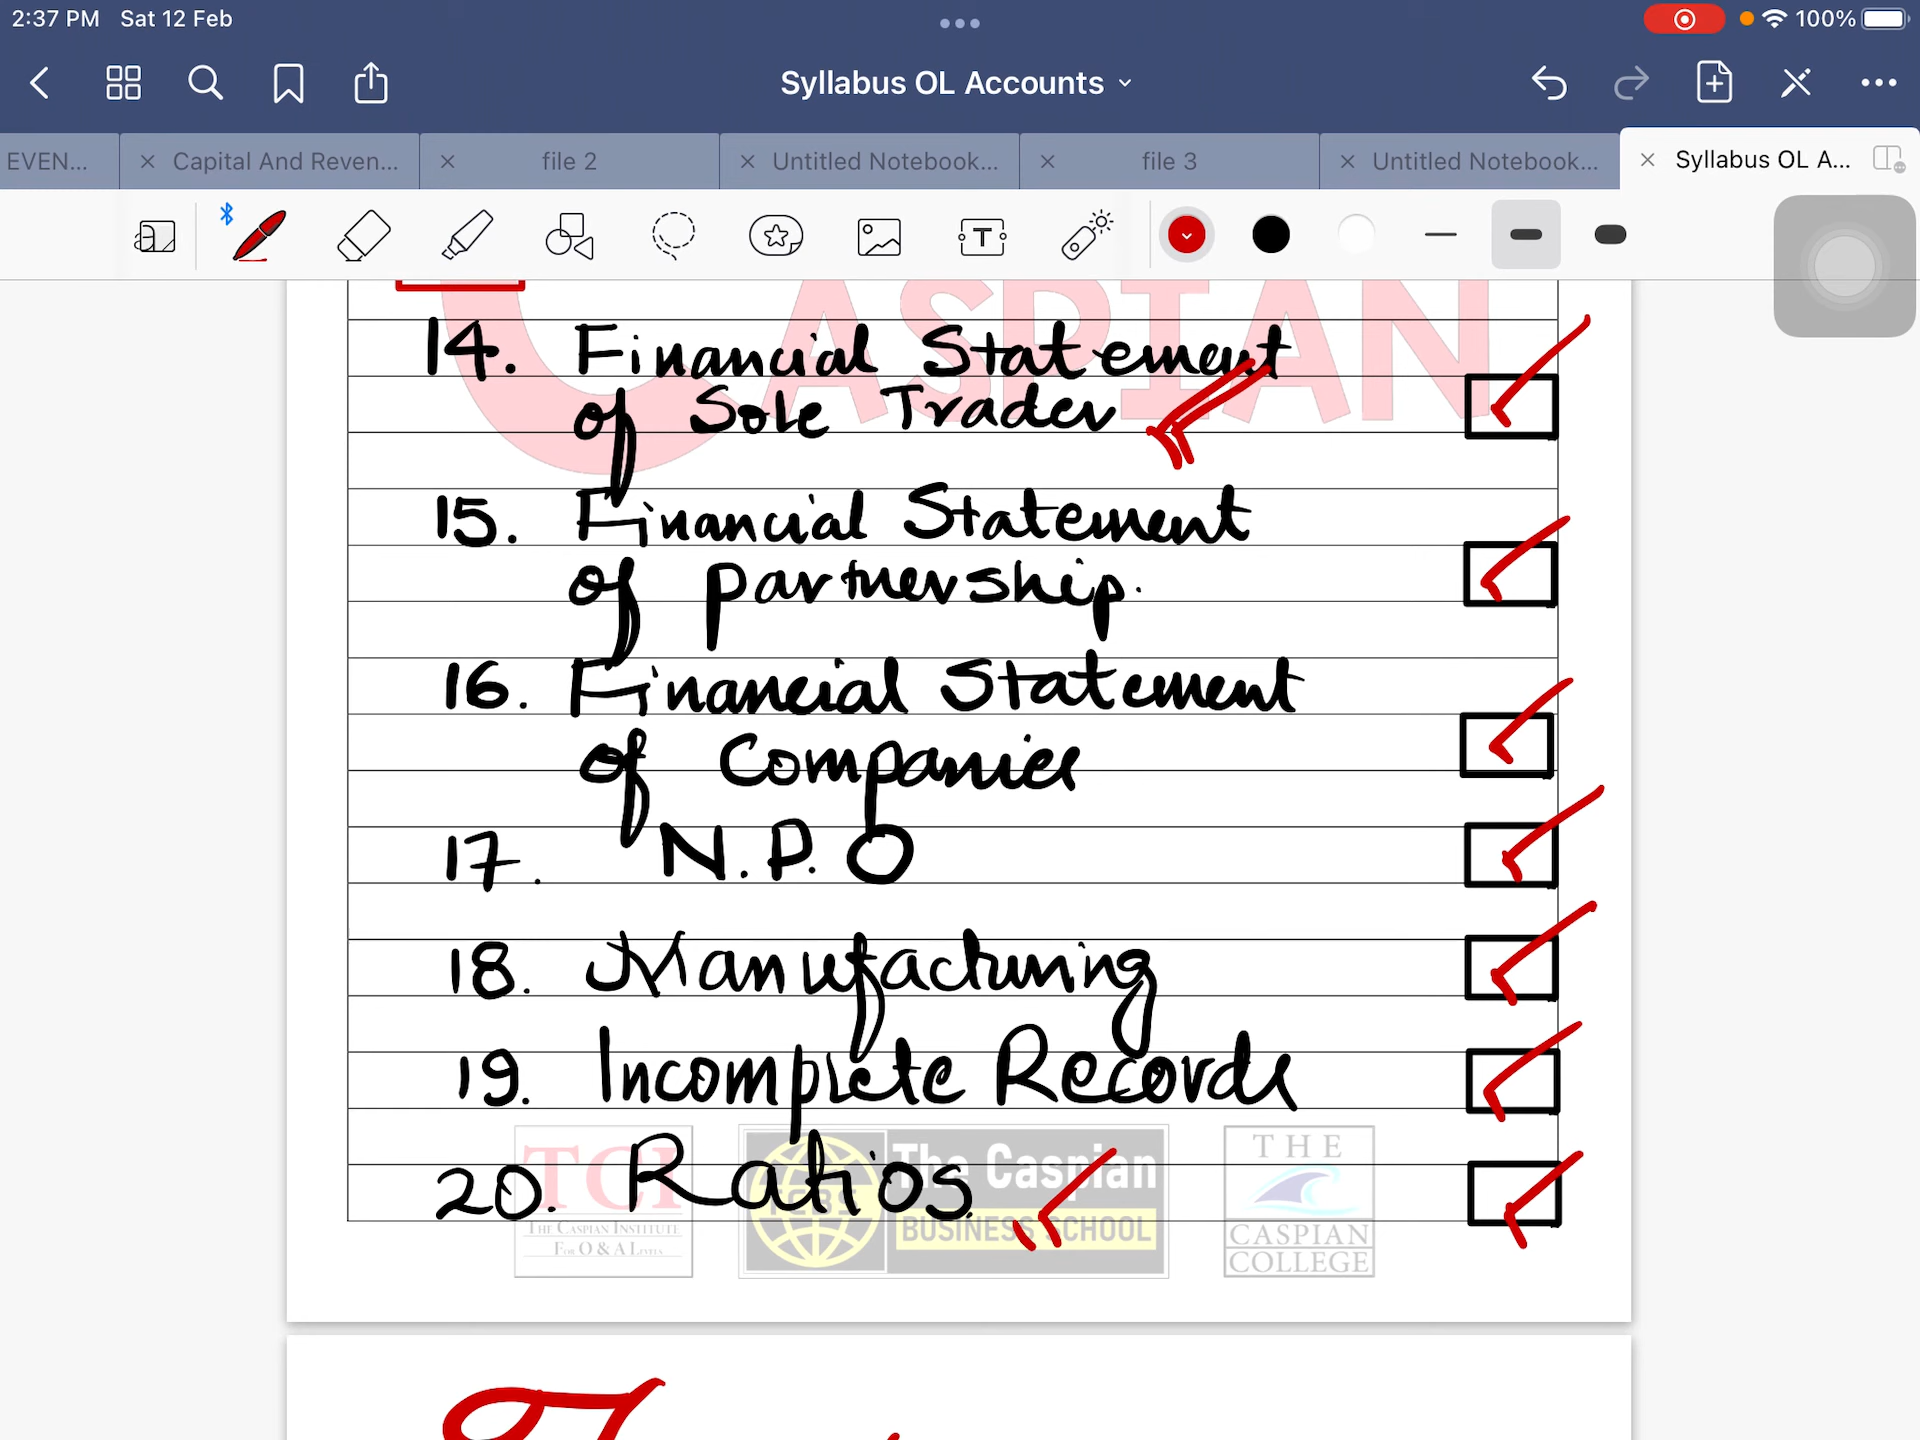 2:37 PM Sat 12 Feb
100%
Syllabus OL Accounts
EVEN...
Capital And Reven...
file 2
Untitled Notebook...
file 3
Untitled Notebook...
Syllabus OL A...
CASPIAN
14. Financial Statement
of Sole Trader
15. Financial Statement
of partnership.
16. Financial Statement
of Companies
17. N.P.O
18. Manufacturing
19. Incomplete Records
20. Ratios
TCI
THE CASPIAN INSTITUTE
FOR O & A LEVELS
TCBS
The Caspian
BUSINESS SCHOOL
THE
CASPIAN
COLLEGE